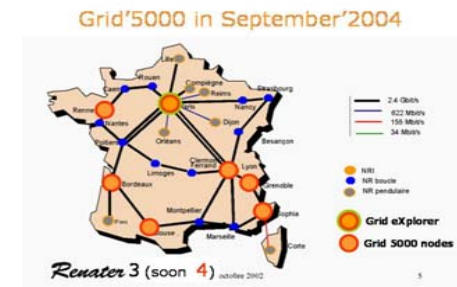 Grid'5000 in September'2004
Lille
Rouen
Compiègne
Caen
Reims
Strasbourg
Paris
Nancy
Rennes
Nantes
Dijon
Orléans
Besançon
Poitiers
Clermont
Ferrand
Lyon
Limoges
Grenoble
Bordeaux
Montpellier
Sophia
Pau
Marseille
Corte
2.4 Gbit/s
622 Mbit/s
155 Mbit/s
34 Mbit/s
NRI
NR boucle
NR pendulaire
Grid eXplorer
Grid 5000 nodes
Renater 3 (soon 4) octobre 2002
5